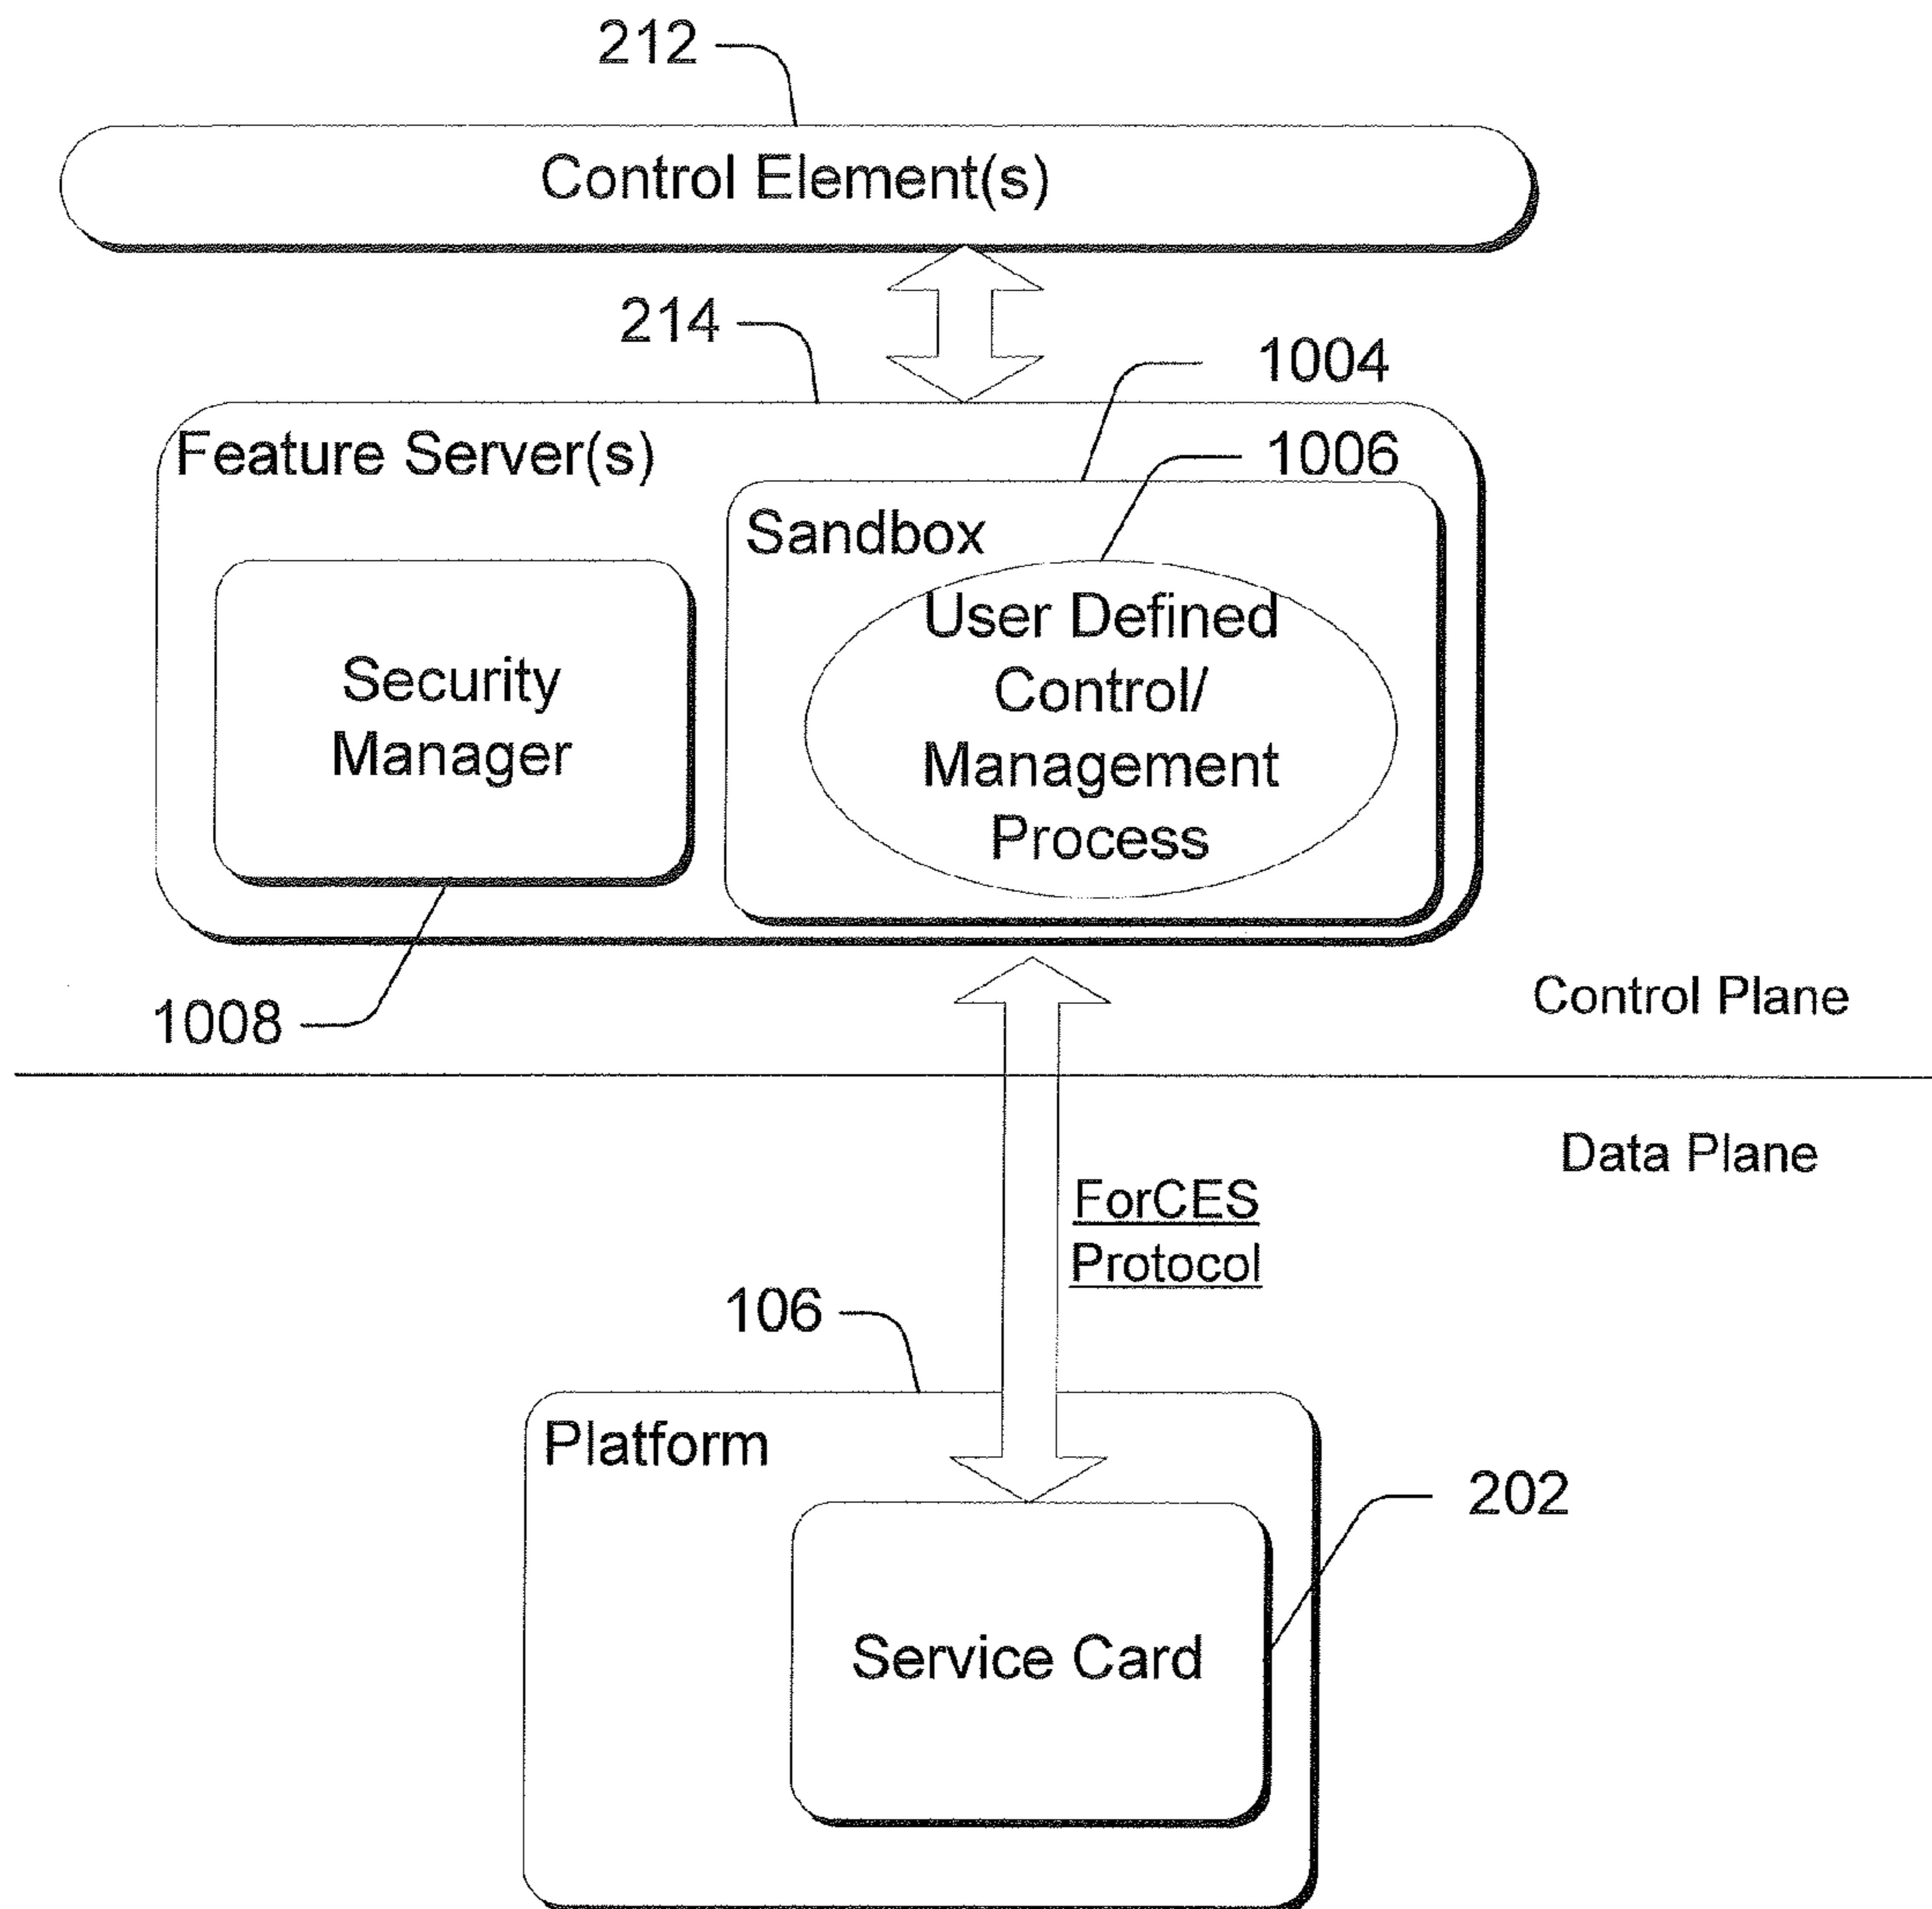 212
Control Element(s)
214
1004
Feature Server(s)
1006
Sandbox
User Defined
Control/
Management
Process
Security
Manager
1008
Control Plane
Data Plane
ForCES
Protocol
106
Platform
202
Service Card